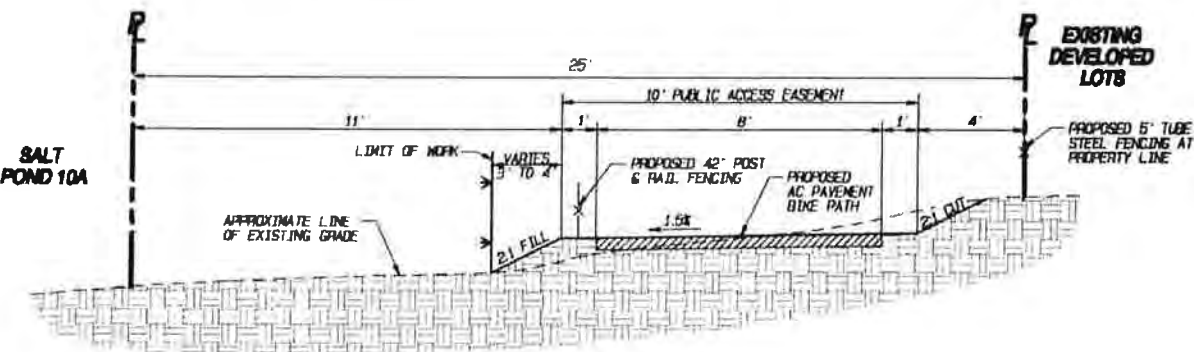 PL
PL
EXISTING
DEVELOPED
LOTS
25'
10' PUBLIC ACCESS EASEMENT
11'
1'
8'
1'
4'
SALT
POND 10A
LIMIT OF WORK
VARIES
3' TO 4'
PROPOSED 42" POST
& RAIL FENCING
PROPOSED
AC PAVEMENT
BIKE PATH
PROPOSED 5' TUBE
STEEL FENCING AT
PROPERTY LINE
APPROXIMATE LINE
OF EXISTING GRADE
2:1 FILL
1.5%
2:1 CUT